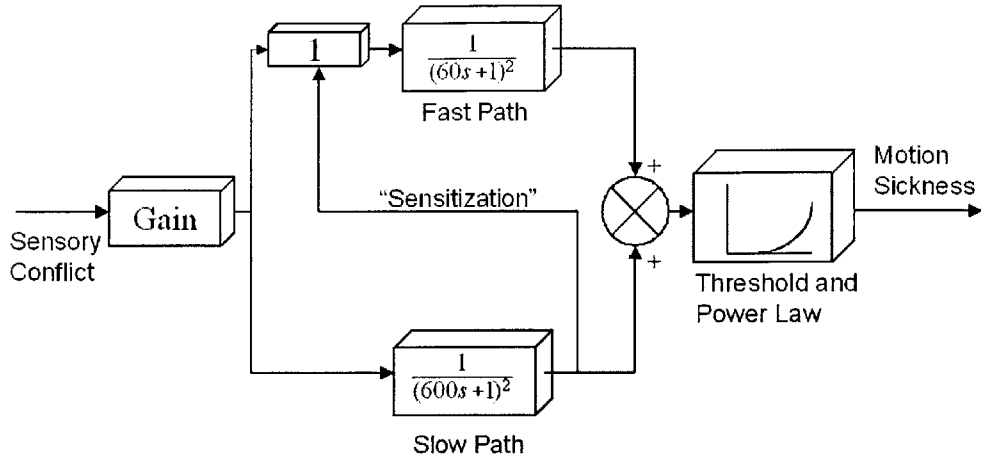 1
1
(60s+1)²
Fast Path
"Sensitization"
Gain
Sensory
Conflict
+
+
Motion
Sickness
Threshold and
Power Law
1
(600s+1)²
Slow Path